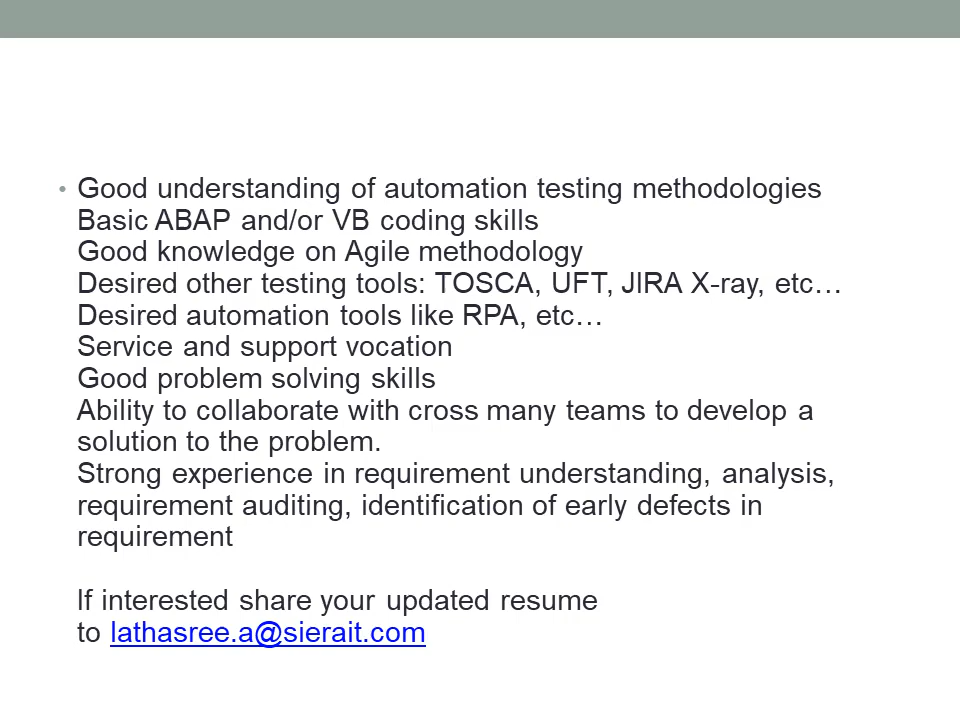 • Good understanding of automation testing methodologies
Basic ABAP and/or VB coding skills
Good knowledge on Agile methodology
Desired other testing tools: TOSCA, UFT, JIRA X-ray, etc…
Desired automation tools like RPA, etc…
Service and support vocation
Good problem solving skills
Ability to collaborate with cross many teams to develop a
solution to the problem.
Strong experience in requirement understanding, analysis,
requirement auditing, identification of early defects in
requirement
If interested share your updated resume
to lathasree.a@sierait.com